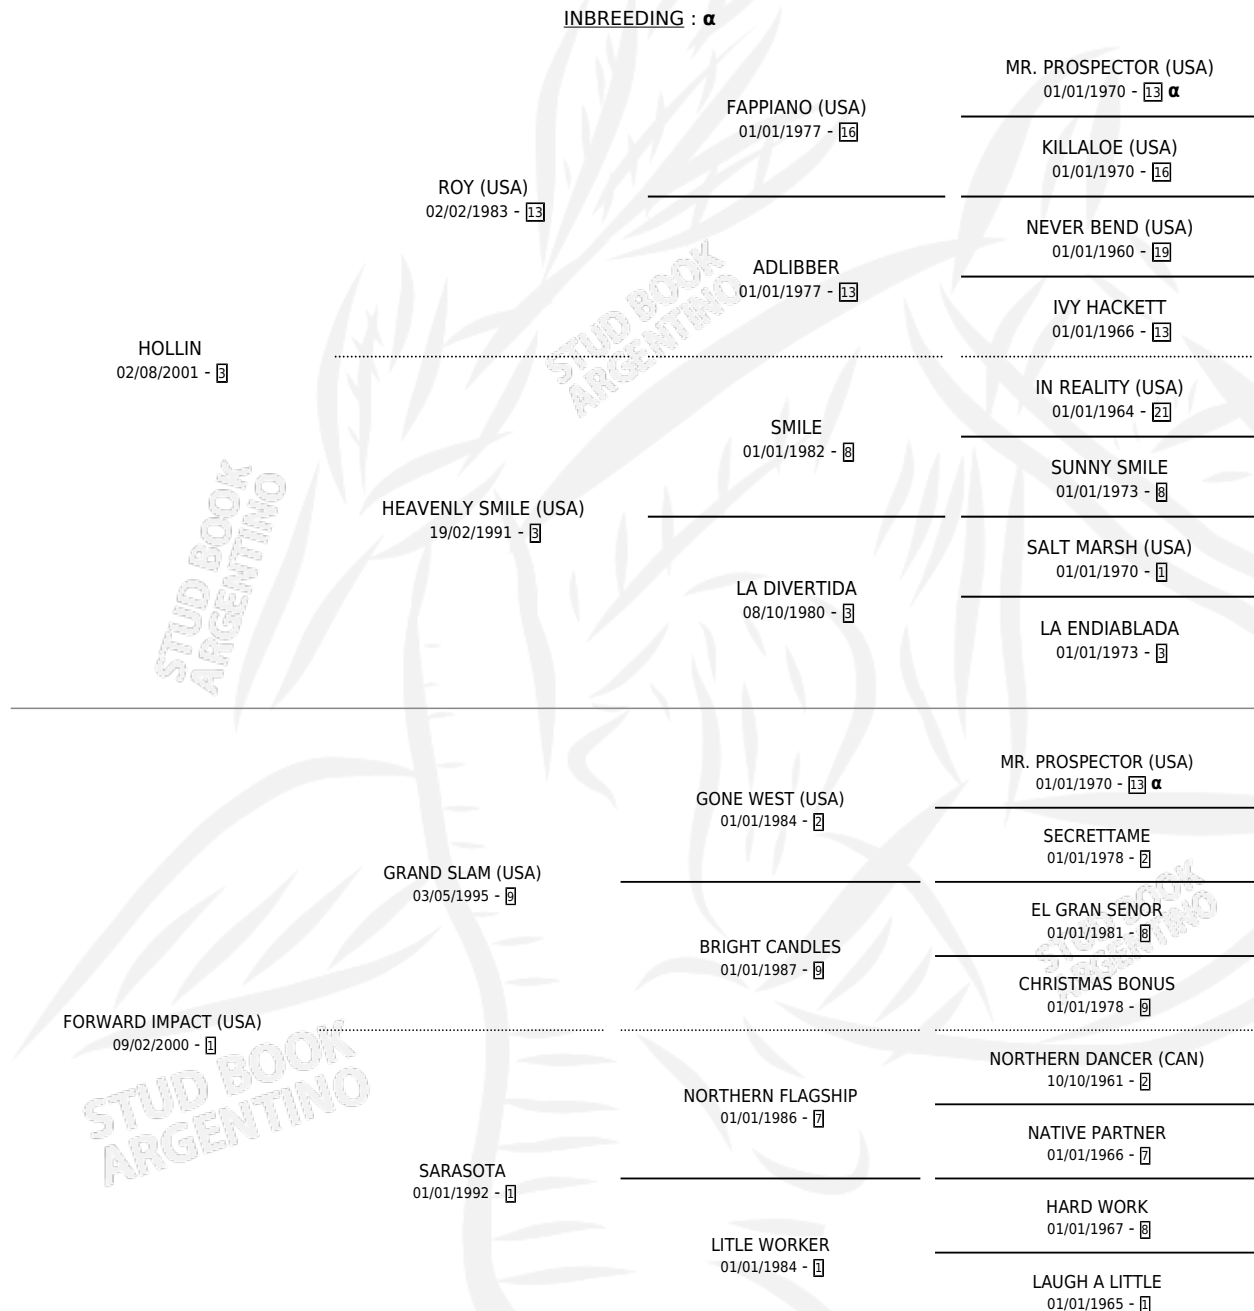 INBREEDING : α
MR. PROSPECTOR (USA)
01/01/1970 - 13 α
FAPPIANO (USA)
01/01/1977 - 16
KILLALOE (USA)
01/01/1970 - 16
ROY (USA)
02/02/1983 - 13
NEVER BEND (USA)
01/01/1960 - 19
ADLIBBER
01/01/1977 - 13
IVY HACKETT
01/01/1966 - 13
HOLLIN
02/08/2001 - 3
IN REALITY (USA)
01/01/1964 - 21
SMILE
01/01/1982 - 8
SUNNY SMILE
01/01/1973 - 8
HEAVENLY SMILE (USA)
19/02/1991 - 3
SALT MARSH (USA)
01/01/1970 - 1
LA DIVERTIDA
08/10/1980 - 3
LA ENDIABLADA
01/01/1973 - 3
MR. PROSPECTOR (USA)
01/01/1970 - 13 α
GONE WEST (USA)
01/01/1984 - 2
SECRETTAME
01/01/1978 - 2
GRAND SLAM (USA)
03/05/1995 - 9
EL GRAN SENOR
01/01/1981 - 8
BRIGHT CANDLES
01/01/1987 - 9
CHRISTMAS BONUS
01/01/1978 - 9
FORWARD IMPACT (USA)
09/02/2000 - 1
NORTHERN DANCER (CAN)
10/10/1961 - 2
NORTHERN FLAGSHIP
01/01/1986 - 7
NATIVE PARTNER
01/01/1966 - 7
SARASOTA
01/01/1992 - 1
HARD WORK
01/01/1967 - 8
LITLE WORKER
01/01/1984 - 1
LAUGH A LITTLE
01/01/1965 - 1
STUD BOOK
ARGENTINO
STUD BOOK
ARGENTINO
STUD BOOK
ARGENTINO
STUD BOOK
ARGENTINO